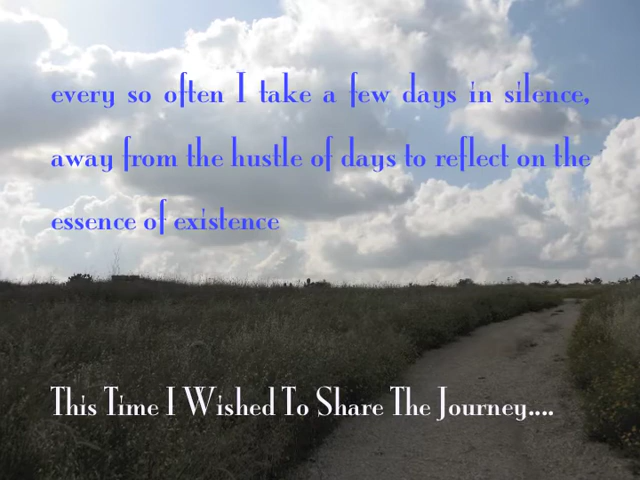 every so often I take a few days in silence,
away from the hustle of days to reflect on the
essence of existence
This Time I Wished To Share The Journey....